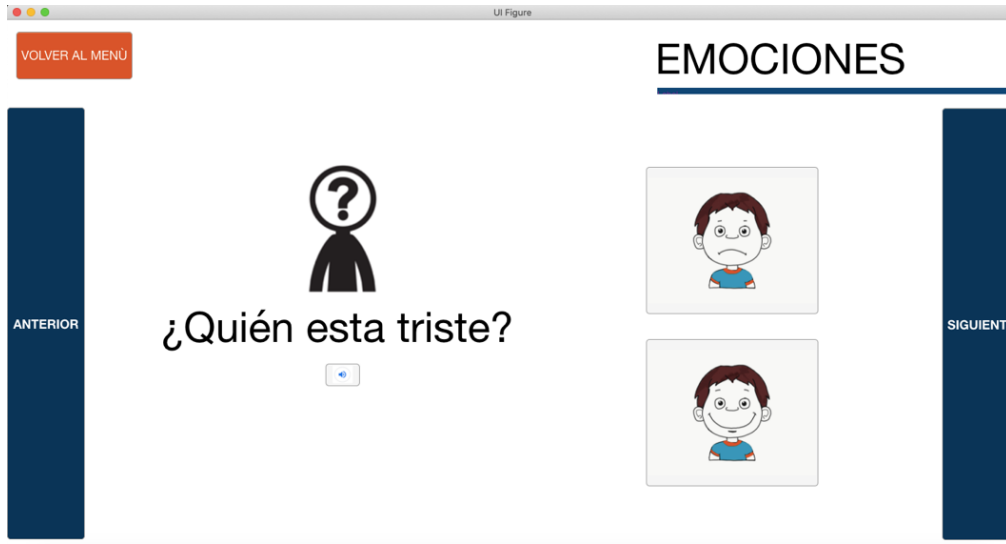 UI Figure
VOLVER AL MENÙ
EMOCIONES
?
ANTERIOR
¿Quién esta triste?
SIGUIENT